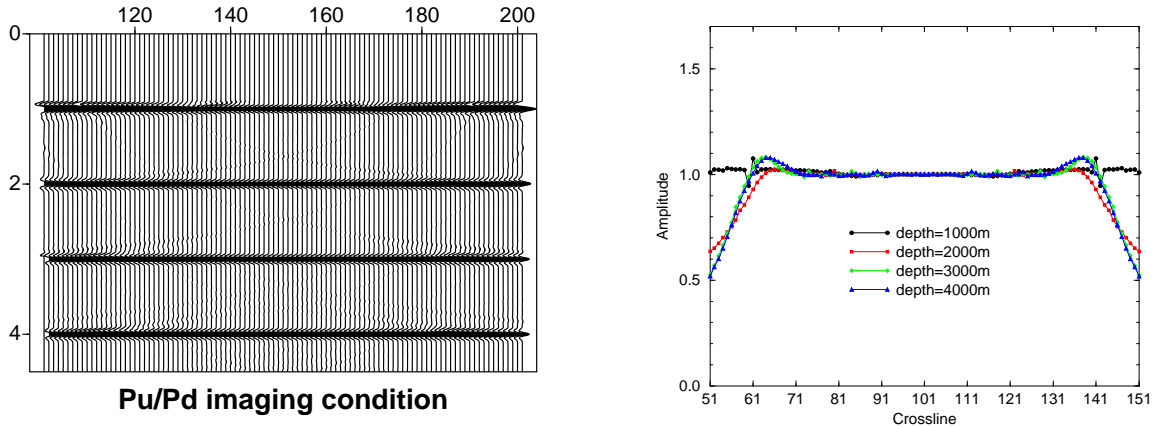 120 140 160 180 200
0
2
4
Pu/Pd imaging condition
1.5
1.0
0.5
0.0
Amplitude
depth=1000m
depth=2000m
depth=3000m
depth=4000m
51 61 71 81 91 101 111 121 131 141 151
Crossline